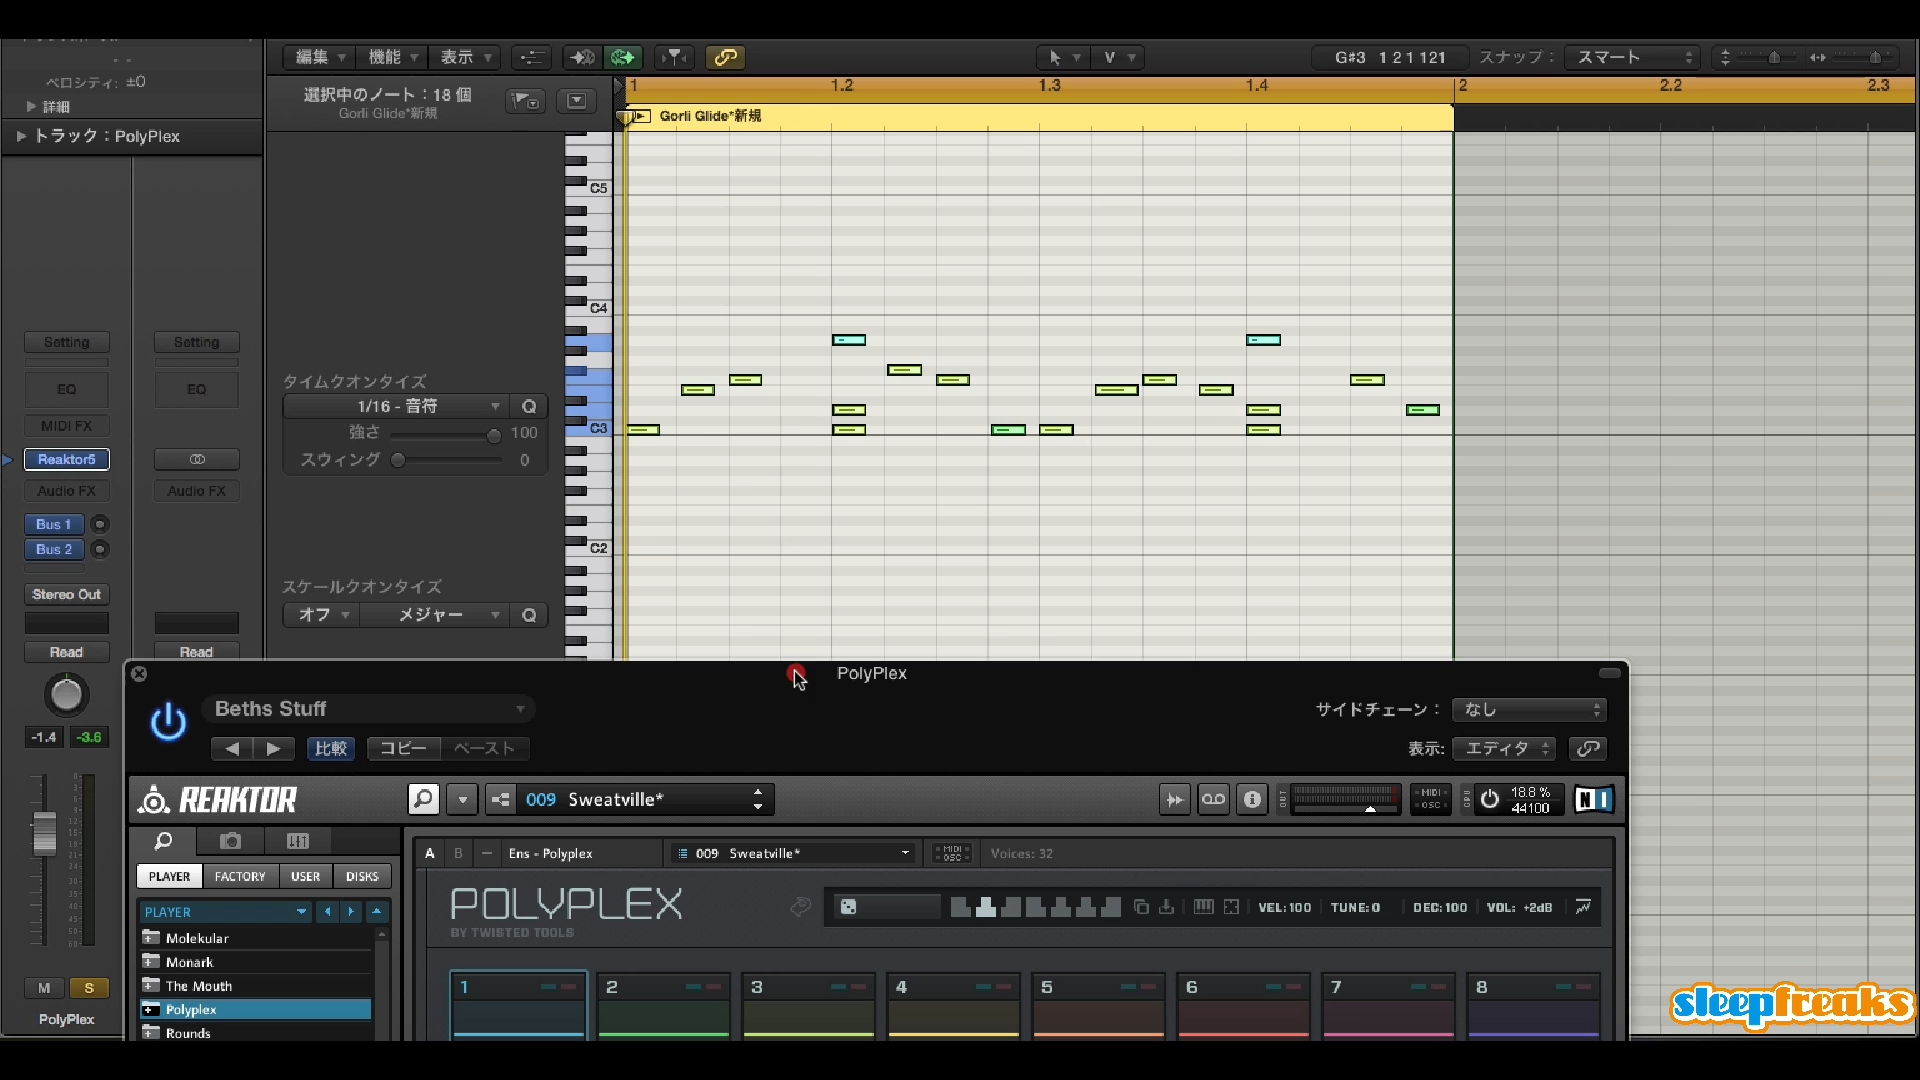 ベロシティ: ±0
詳細
トラック：PolyPlex
編集
機能
表示
V
G#3 1 2 1 121
スナップ：
スマート
選択中のノート：18 個
Gorli Glide*新規
1
1.2
1.3
1.4
2
2.2
2.3
Gorli Glide*新規
C5
C4
C3
C2
Setting
Setting
EQ
EQ
MIDI FX
Reaktor5
Audio FX
Audio FX
Bus 1
Bus 2
Stereo Out
Read
Read
-1.4
-3.6
M
S
PolyPlex
タイムクオンタイズ
1/16 - 音符
Q
強さ
100
スウィング
0
スケールクオンタイズ
オフ
メジャー
Q
PolyPlex
Beths Stuff
サイドチェーン：
なし
比較
コピー
ペースト
表示:
エディタ
REAKTOR
009 Sweatville*
OUT
MIDI
OSC
CPU
18.8 %
44100
NI
PLAYER
FACTORY
USER
DISKS
PLAYER
Molekular
Monark
The Mouth
Polyplex
Rounds
A
B
Ens - Polyplex
009 Sweatville*
MIDI
OSC
Voices: 32
POLYPLEX
BY TWISTED TOOLS
VEL: 100
TUNE: 0
DEC: 100
VOL: +2dB
1
2
3
4
5
6
7
8
sleepfreaks